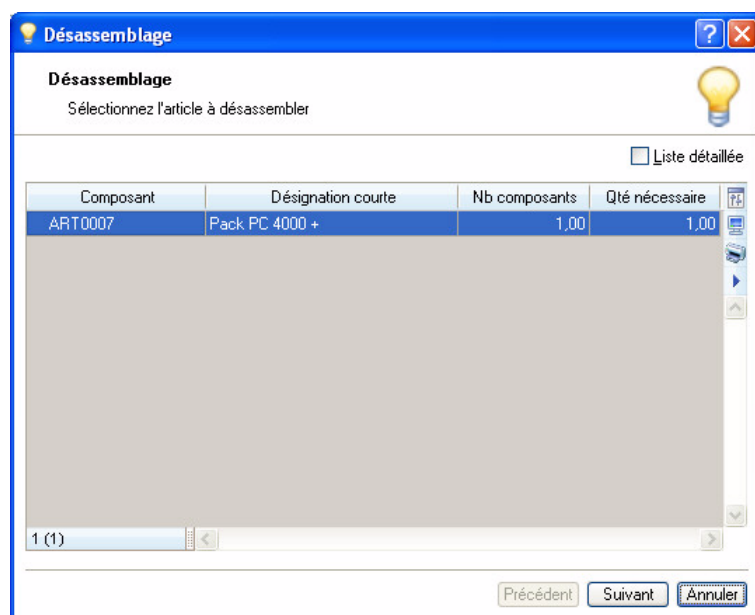 Désassemblage
Désassemblage
Sélectionnez l'article à désassembler
Liste détaillée
Composant Désignation courte Nb composants Qté nécessaire
ART0007 Pack PC 4000 + 1,00 1,00
1 (1)
Précédent Suivant Annuler